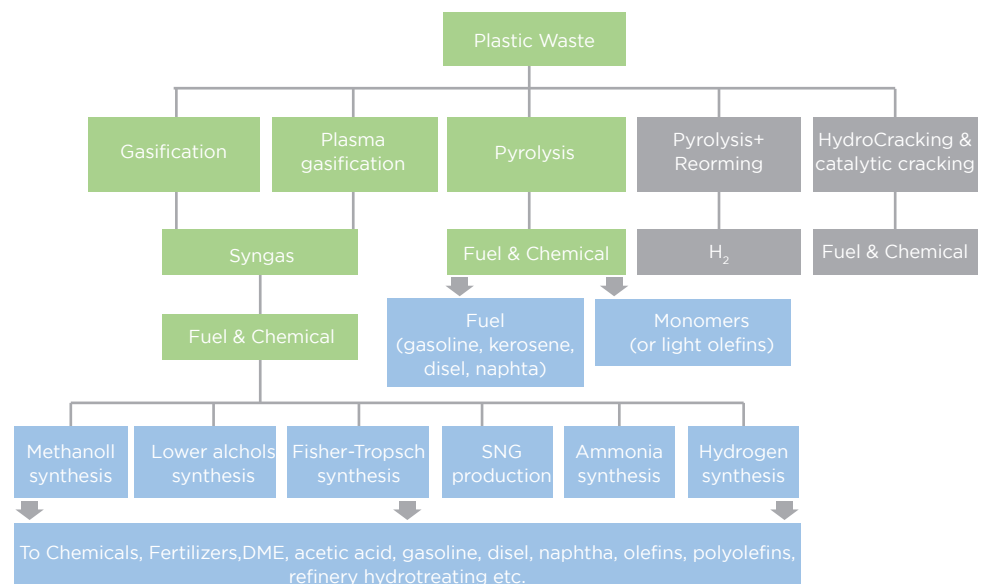 Plastic Waste
Gasification
Plasma
gasification
Pyrolysis
Pyrolysis+
Reorming
HydroCracking &
catalytic cracking
Syngas
Fuel & Chemical
H₂
Fuel & Chemical
Fuel & Chemical
Fuel
(gasoline, kerosene,
disel, naphta)
Monomers
(or light olefins)
Methanoll
synthesis
Lower alchols
synthesis
Fisher-Tropsch
synthesis
SNG
production
Ammonia
synthesis
Hydrogen
synthesis
To Chemicals, Fertilizers,DME, acetic acid, gasoline, disel, naphtha, olefins, polyolefins,
refinery hydrotreating etc.